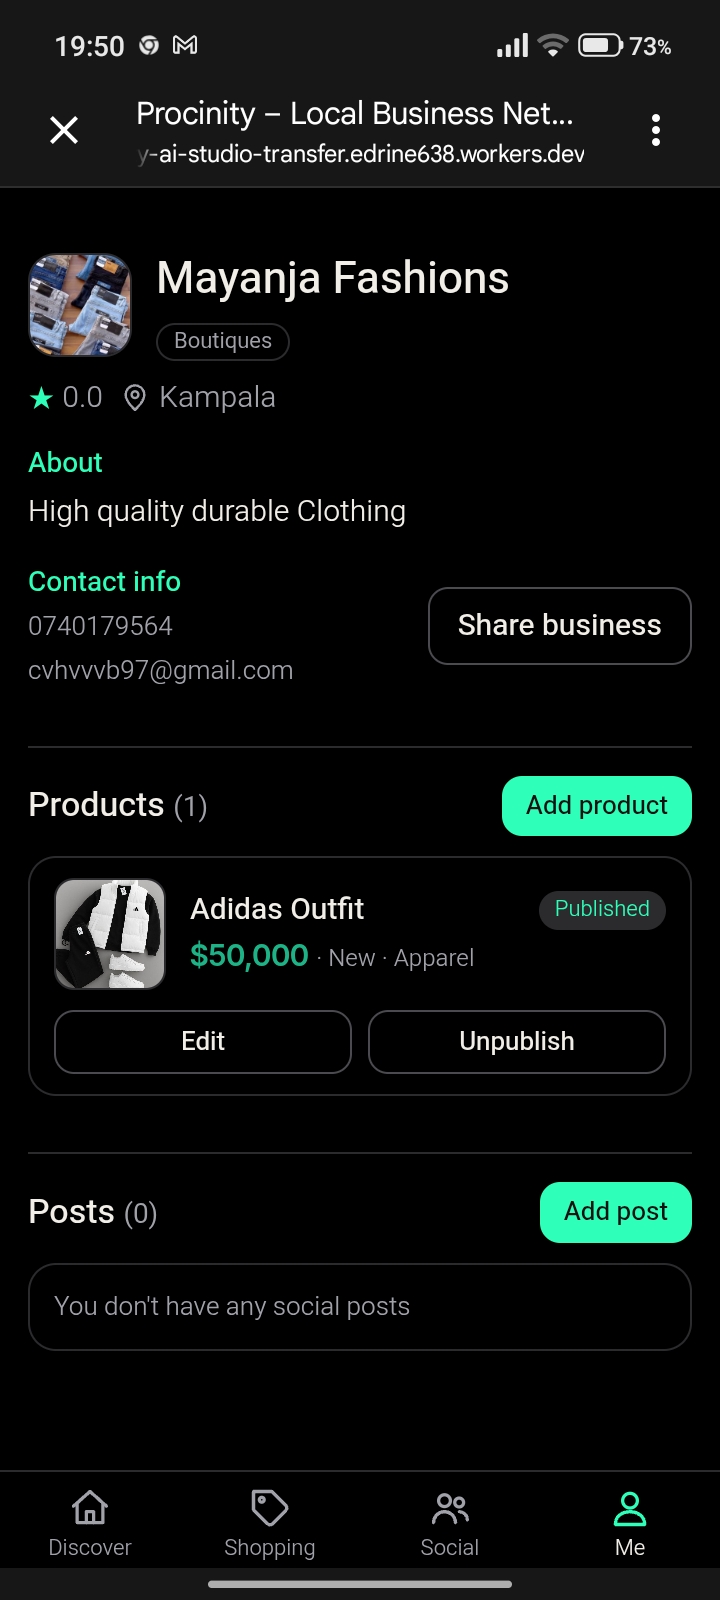 19:50
73%
Procinity – Local Business Net...
y-ai-studio-transfer.edrine638.workers.dev
Mayanja Fashions
Boutiques
0.0 Kampala
About
High quality durable Clothing
Contact info
0740179564
Share business
cvhvvvb97@gmail.com
Products (1)
Add product
Adidas Outfit
Published
$50,000 · New · Apparel
Edit
Unpublish
Posts (0)
Add post
You don't have any social posts
Discover
Shopping
Social
Me